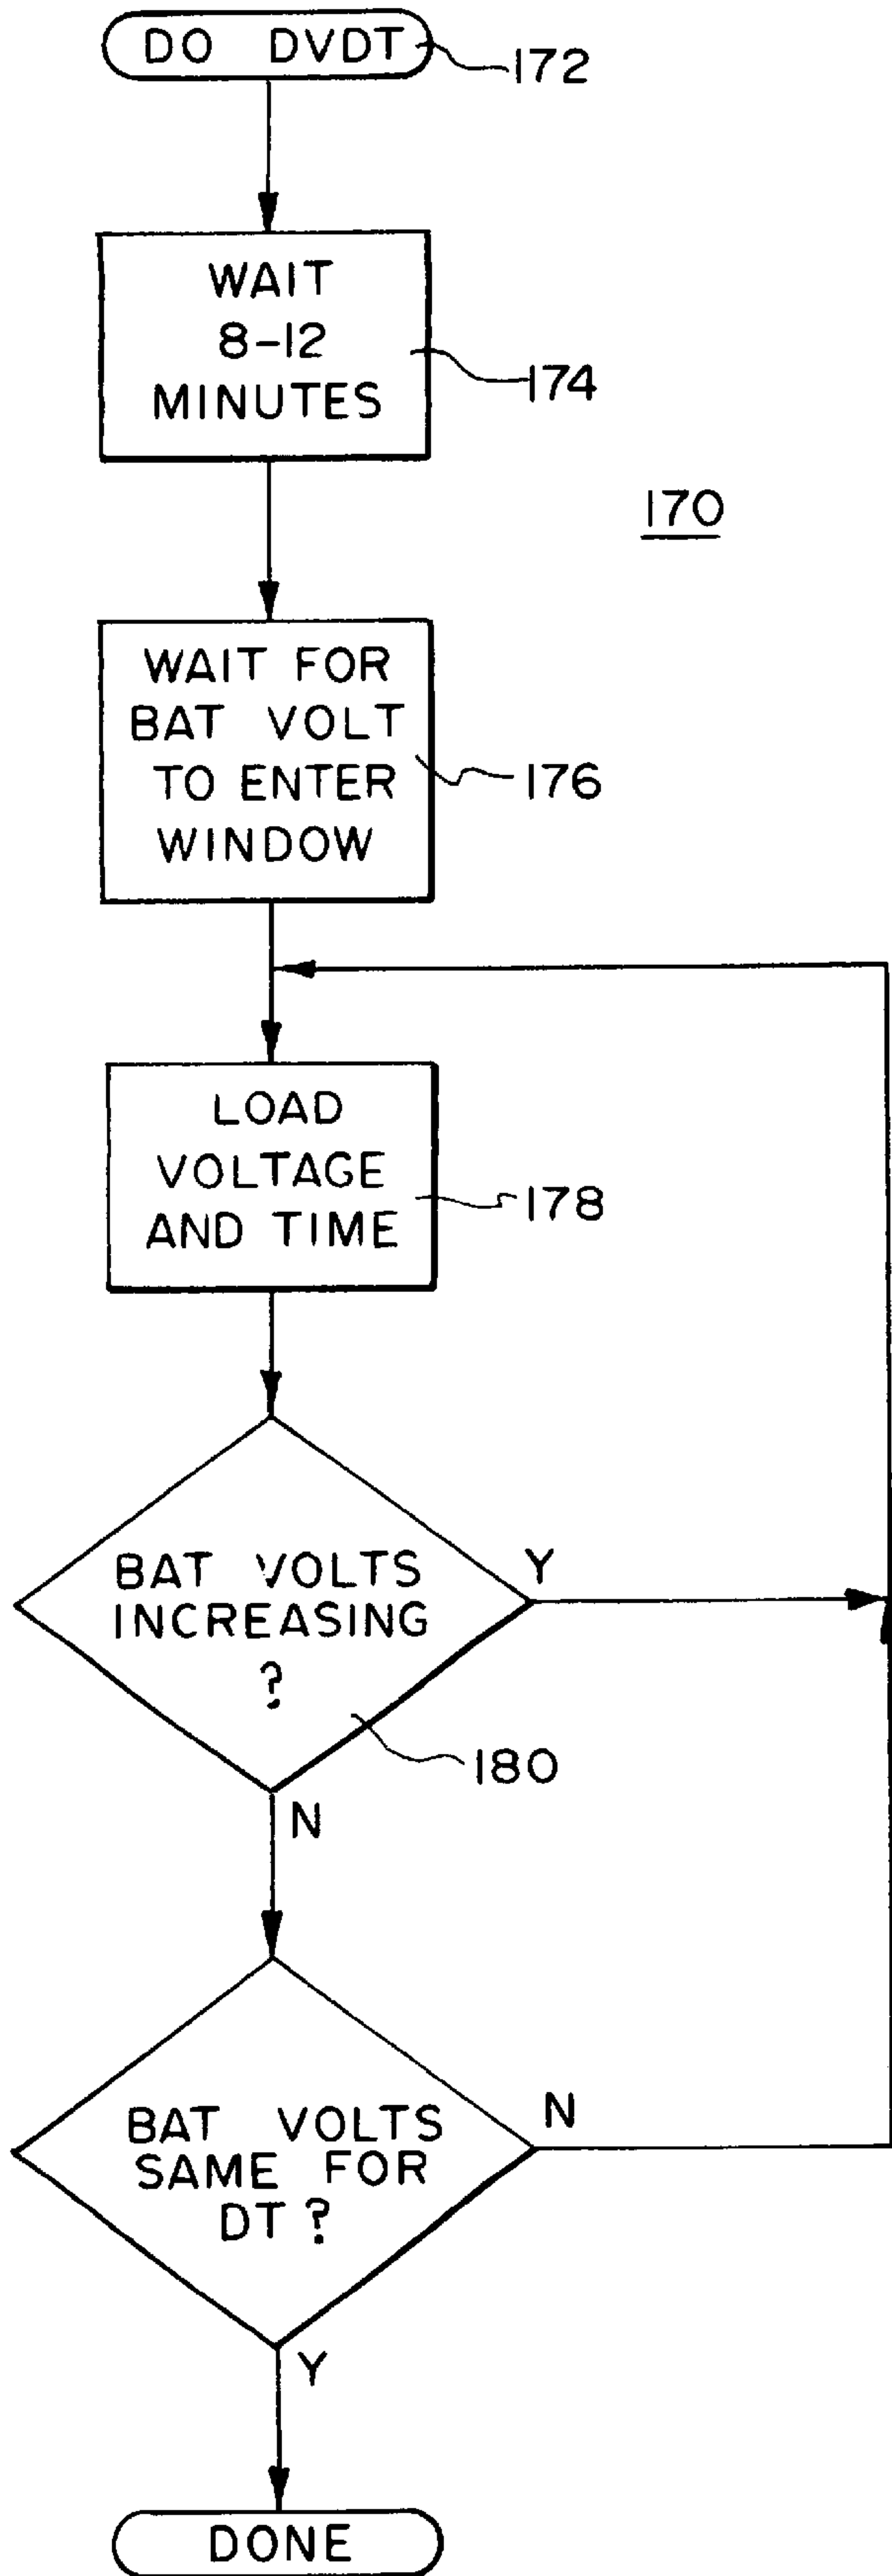 DO DVDT
172
WAIT
8-12
MINUTES
174
170
WAIT FOR
BAT VOLT
TO ENTER
WINDOW
176
LOAD
VOLTAGE
AND TIME
178
BAT VOLTS
INCREASING
?
Y
180
N
BAT VOLTS
SAME FOR
DT ?
N
Y
DONE